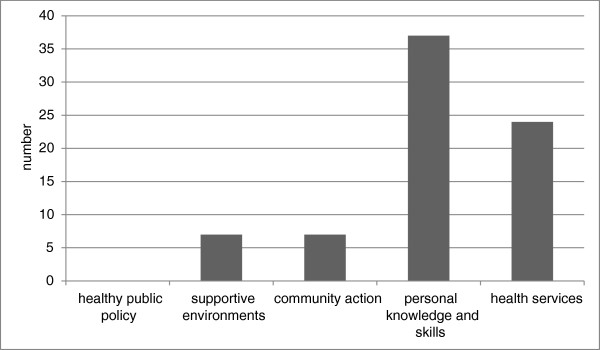 40
35
30
25
20
15
10
5
0
number
healthy public
policy
supportive
environments
community action
personal
knowledge and
skills
health services